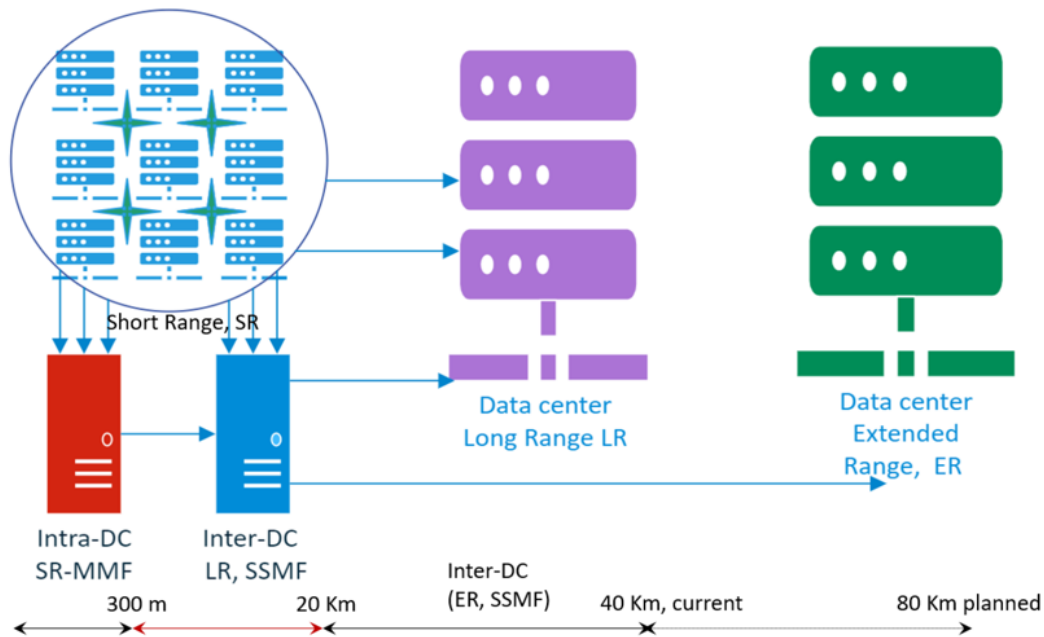 Short Range, SR
Data center
Long Range LR
Data center
Extended
Range, ER
Intra-DC
SR-MMF
Inter-DC
LR, SSMF
Inter-DC
(ER, SSMF)
300 m
20 Km
40 Km, current
80 Km planned